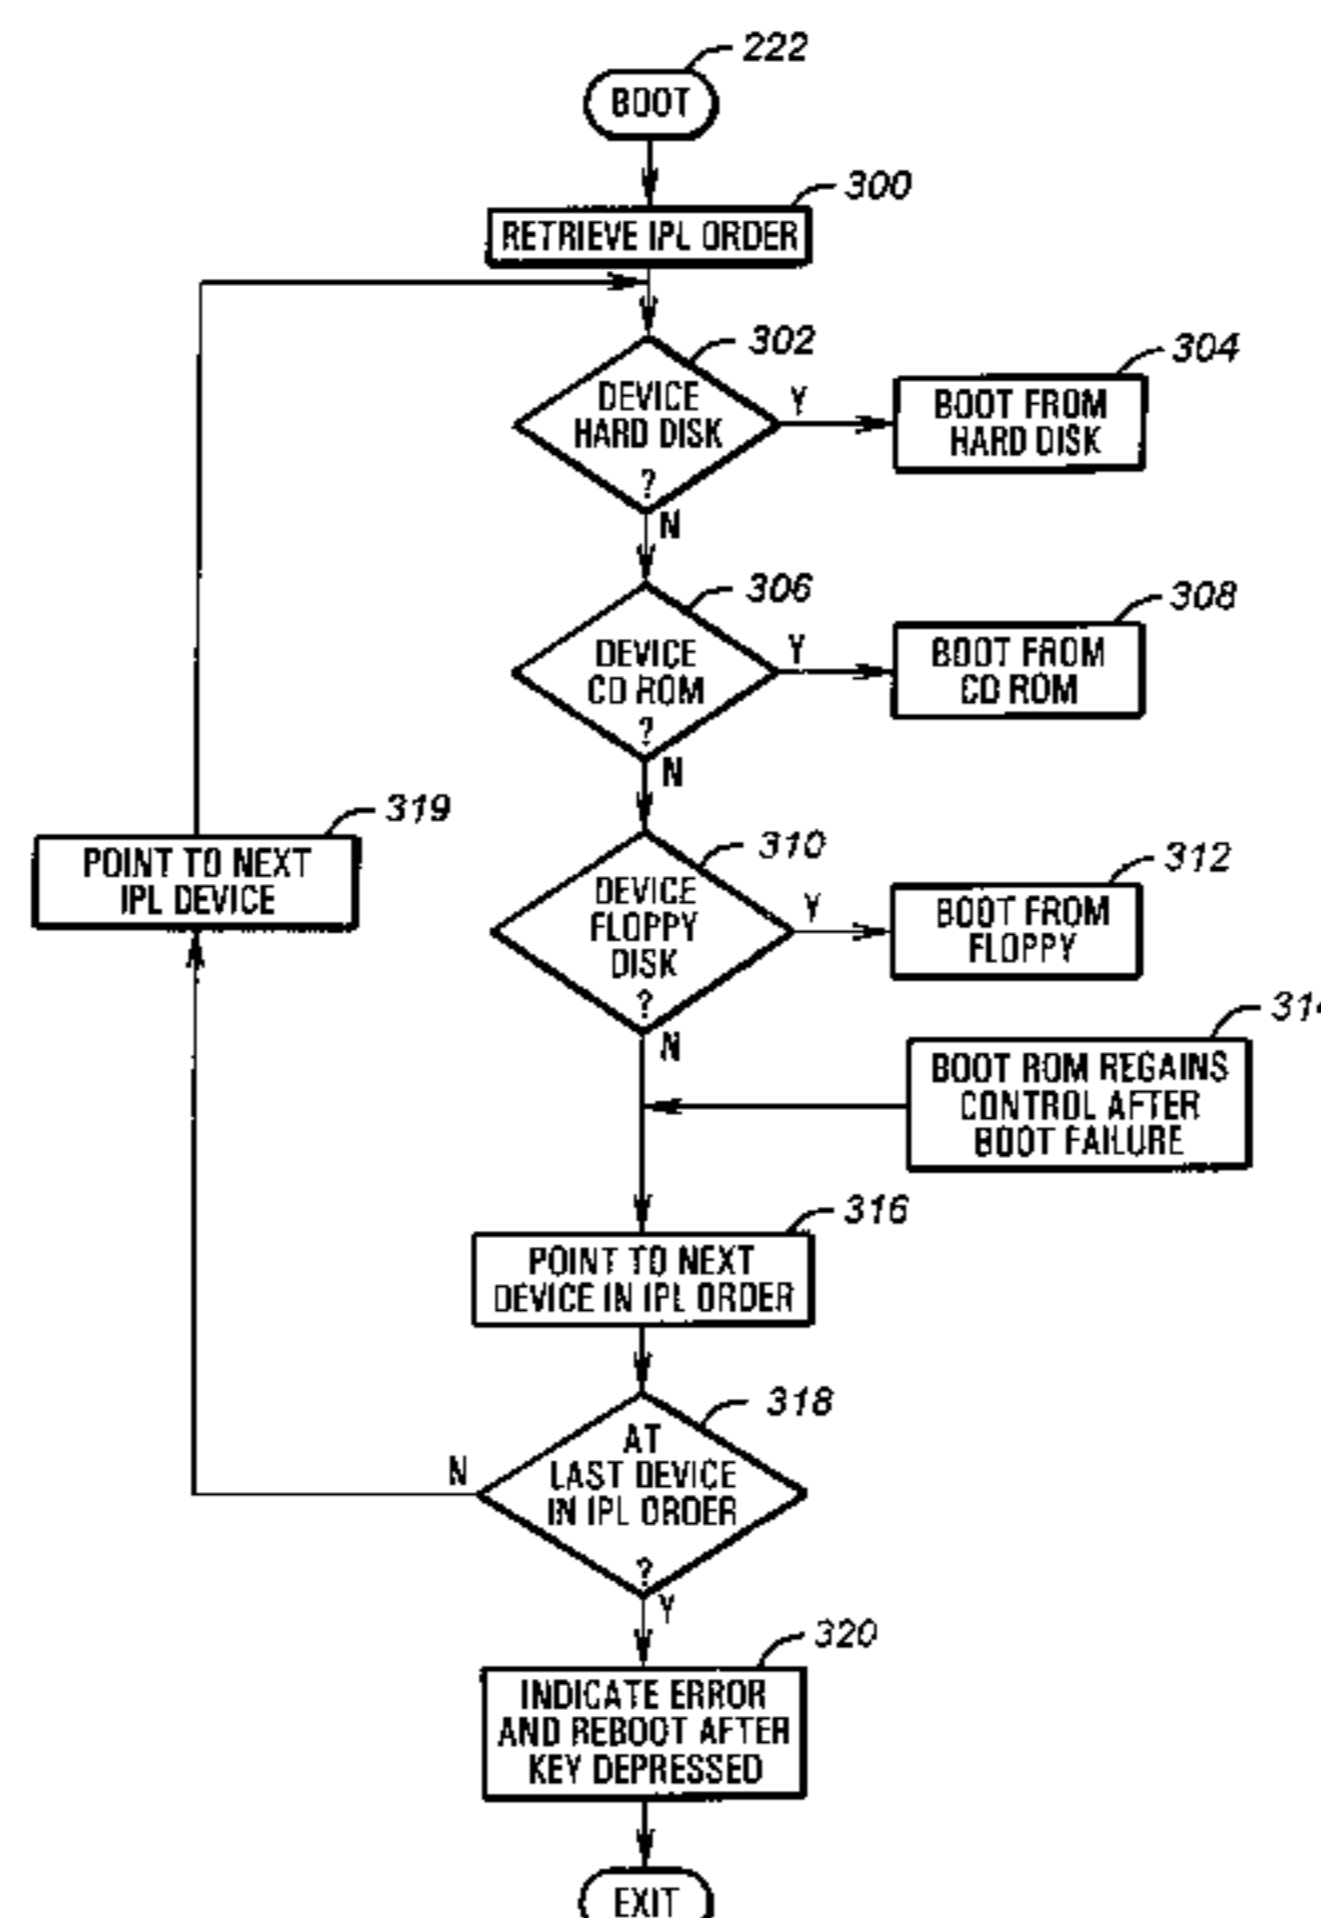 222
BOOT
300
RETRIEVE IPL ORDER
302
DEVICE
HARD DISK
?
Y
N
304
BOOT FROM
HARD DISK
306
DEVICE
CD ROM
?
Y
N
308
BOOT FROM
CD ROM
319
POINT TO NEXT
IPL DEVICE
310
DEVICE
FLOPPY
DISK
?
Y
N
312
BOOT FROM
FLOPPY
314
BOOT ROM REGAINS
CONTROL AFTER
BOOT FAILURE
316
POINT TO NEXT
DEVICE IN IPL ORDER
318
AT
LAST DEVICE
IN IPL ORDER
?
N
Y
320
INDICATE ERROR
AND REBOOT AFTER
KEY DEPRESSED
EXIT